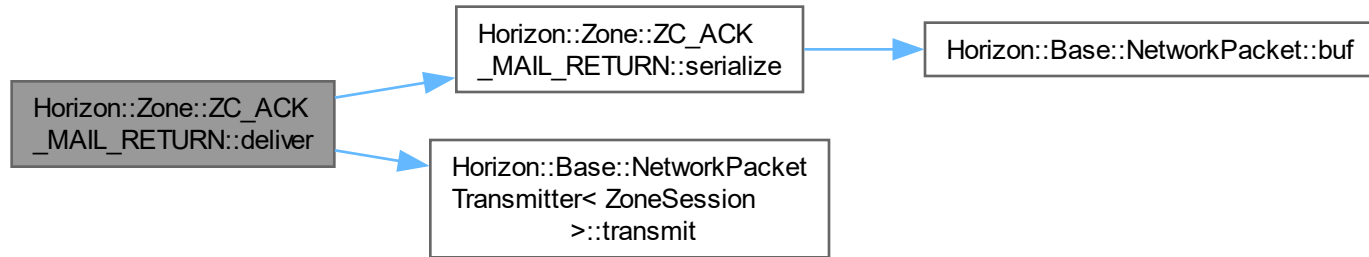 Horizon::Zone::ZC_ACK
_MAIL_RETURN::deliver
Horizon::Zone::ZC_ACK
_MAIL_RETURN::serialize
Horizon::Base::NetworkPacket::buf
Horizon::Base::NetworkPacket
Transmitter< ZoneSession
>::transmit